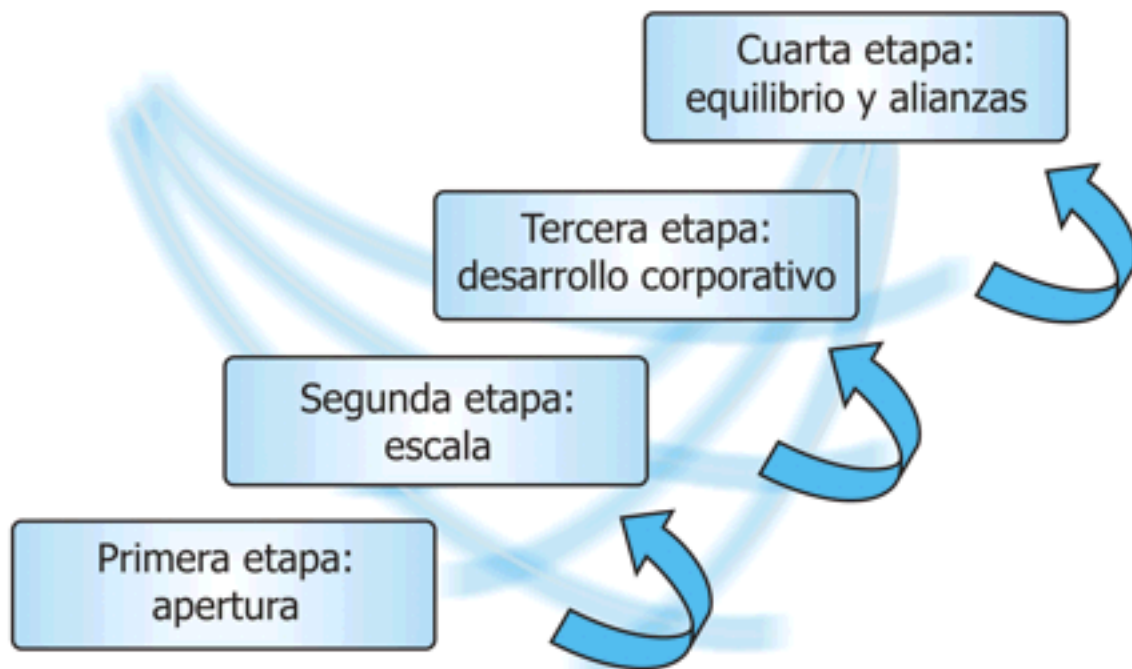 Cuarta etapa:
equilibrio y alianzas
Tercera etapa:
desarrollo corporativo
Segunda etapa:
escala
Primera etapa:
apertura